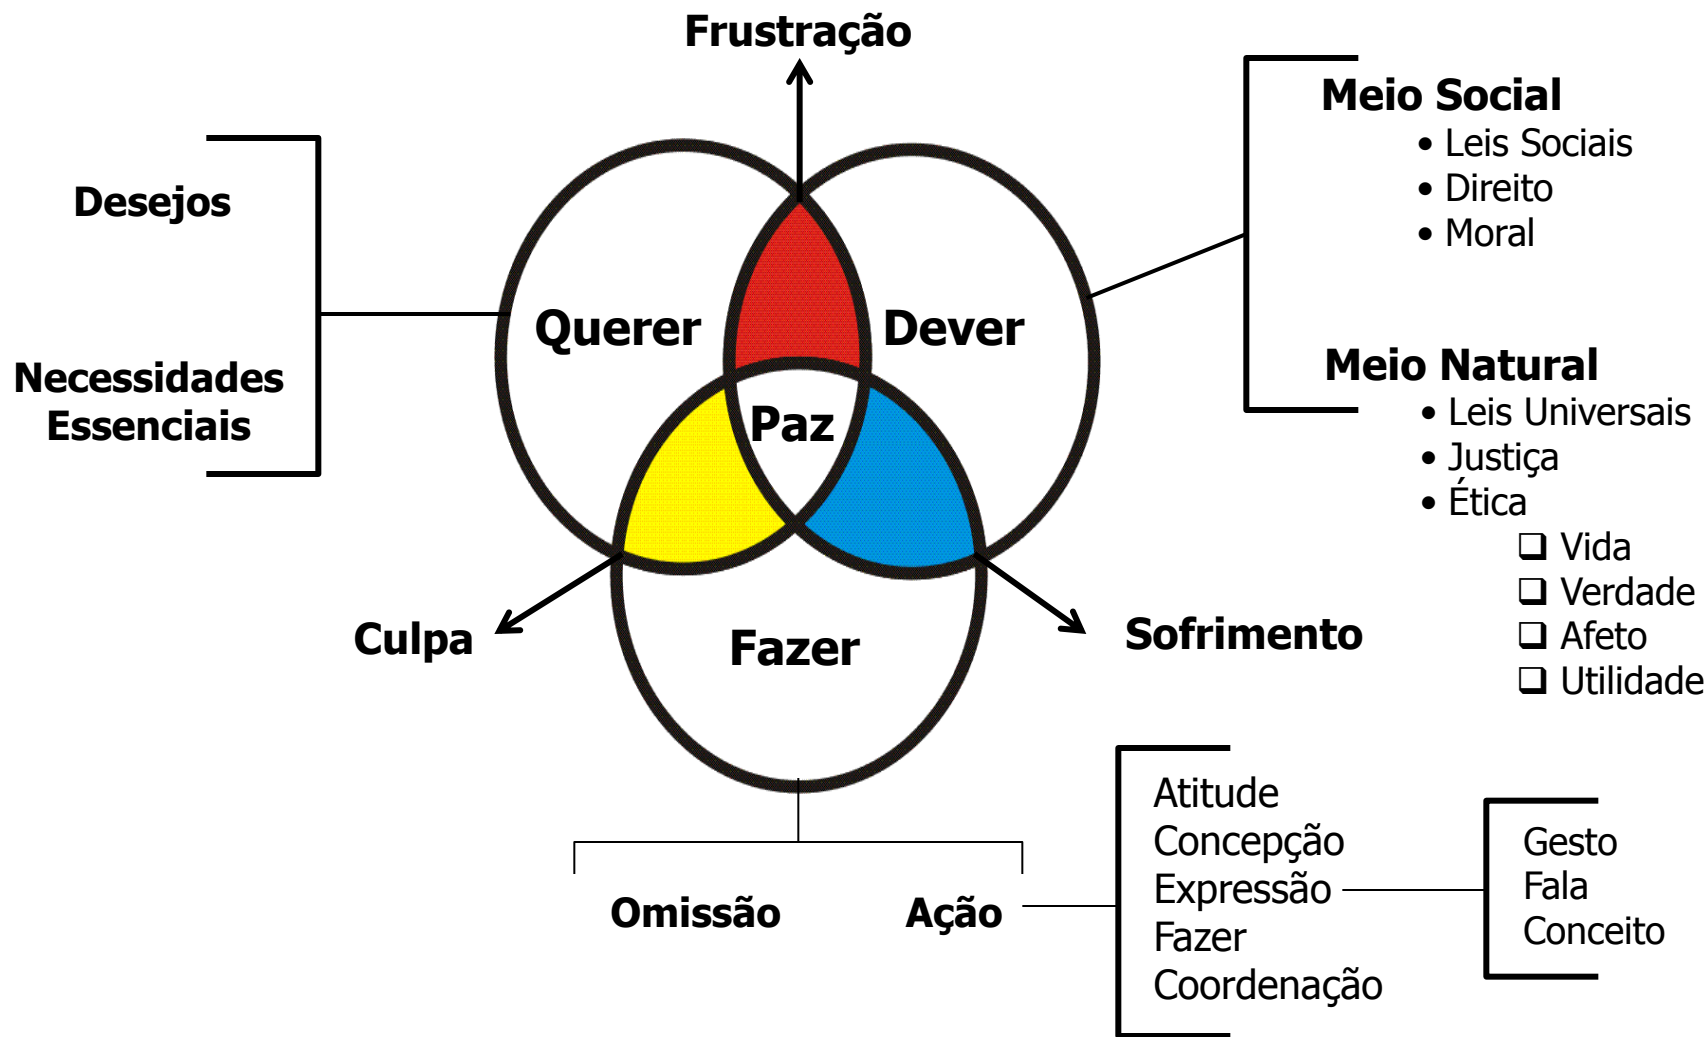 Frustração
Meio Social
• Leis Sociais
• Direito
• Moral
Desejos
Querer
Dever
Necessidades
Essenciais
Meio Natural
• Leis Universais
• Justiça
• Ética
❑ Vida
❑ Verdade
❑ Afeto
❑ Utilidade
Paz
Culpa
Fazer
Sofrimento
Omissão
Ação
Atitude
Concepção
Expressão
Fazer
Coordenação
Gesto
Fala
Conceito